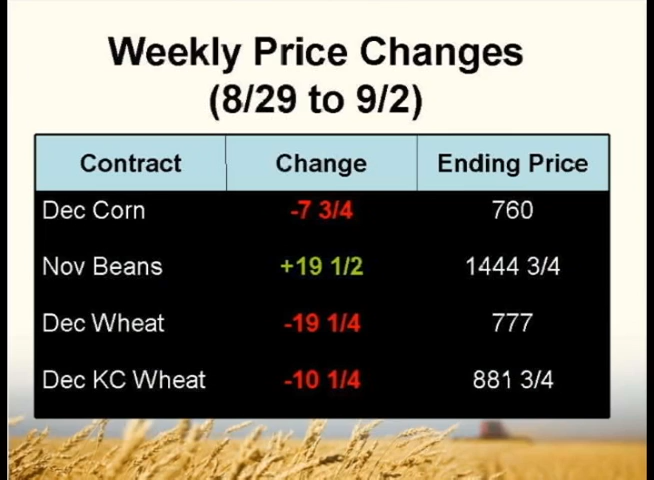 Weekly Price Changes
(8/29 to 9/2)
Contract Change Ending Price
Dec Corn -7 3/4 760
Nov Beans +19 1/2 1444 3/4
Dec Wheat -19 1/4 777
Dec KC Wheat -10 1/4 881 3/4